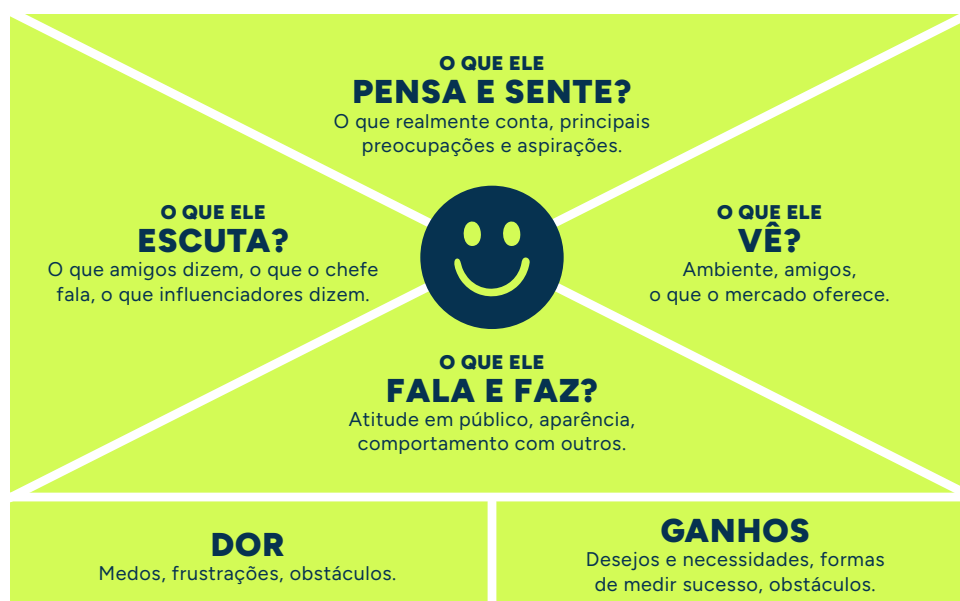 O QUE ELE
PENSA E SENTE?
O que realmente conta, principais
preocupações e aspirações.
O QUE ELE
ESCUTA?
O que amigos dizem, o que o chefe
fala, o que influenciadores dizem.
O QUE ELE
VÊ?
Ambiente, amigos,
o que o mercado oferece.
O QUE ELE
FALA E FAZ?
Atitude em público, aparência,
comportamento com outros.
DOR
Medos, frustrações, obstáculos.
GANHOS
Desejos e necessidades, formas
de medir sucesso, obstáculos.